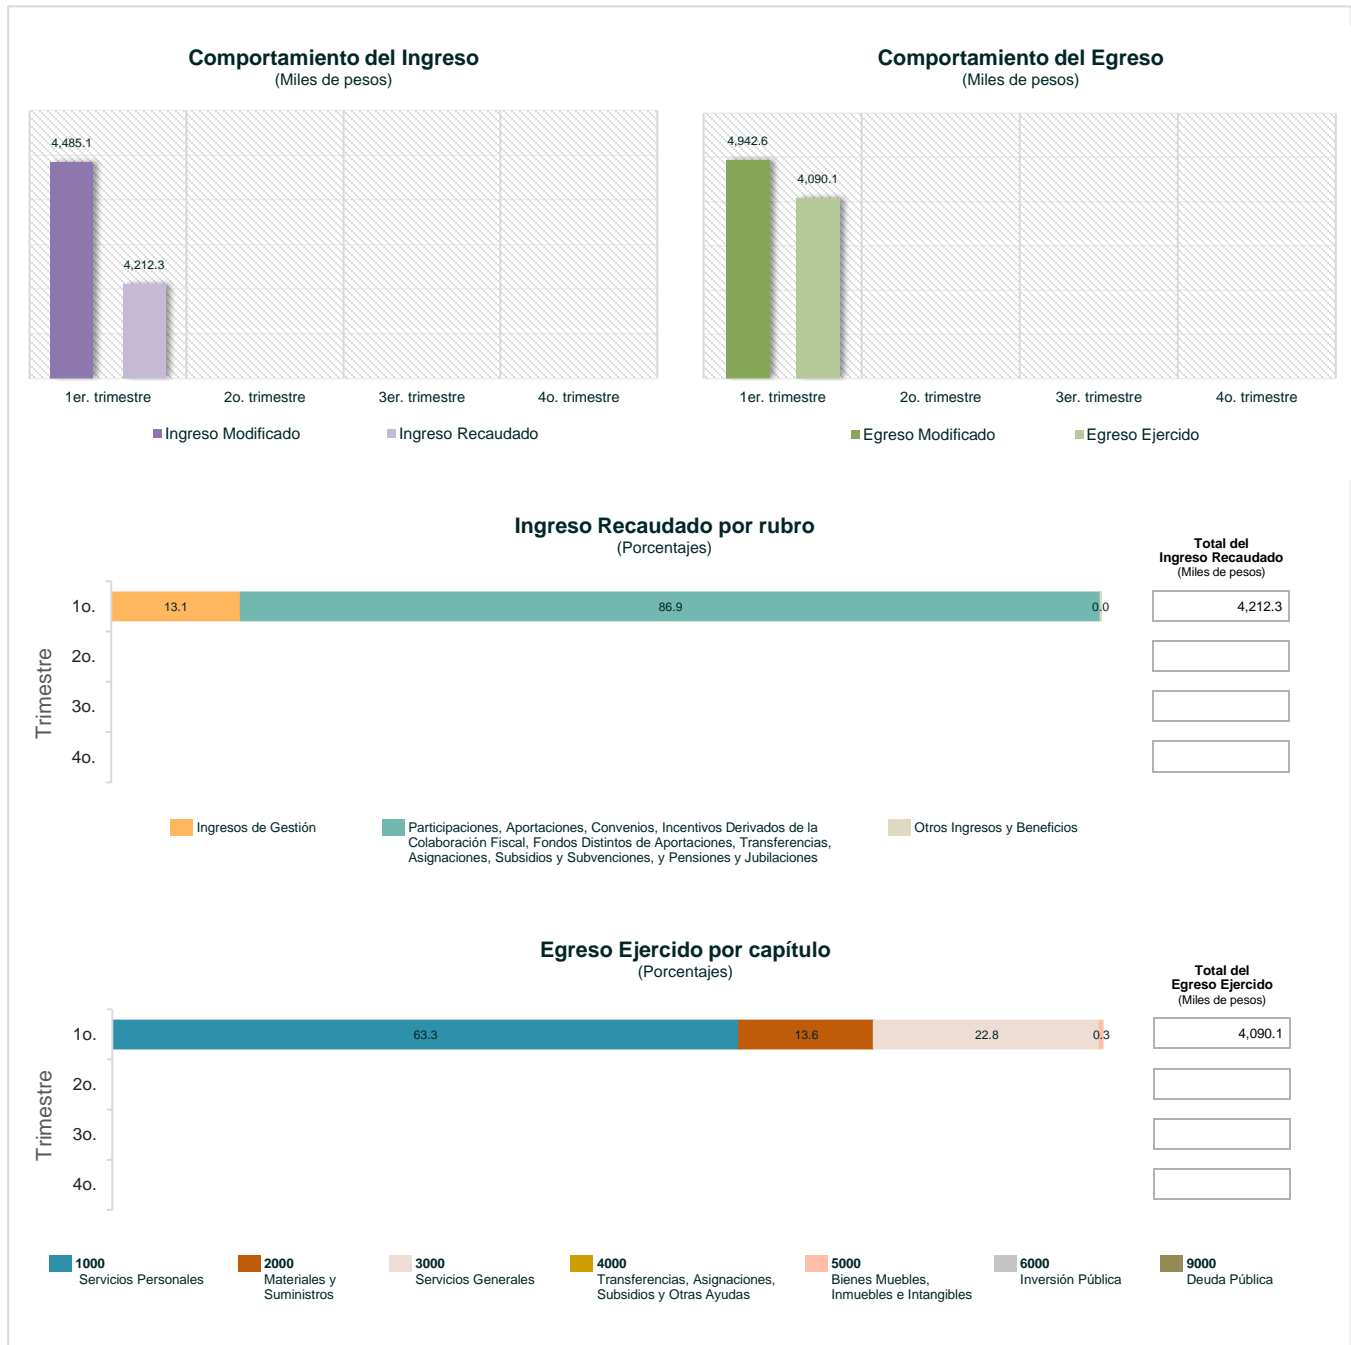 Comportamiento del Ingreso
(Miles de pesos)
4,485.1
4,212.3
1er. trimestre
2o. trimestre
3er. trimestre
4o. trimestre
Ingreso Modificado
Ingreso Recaudado
Comportamiento del Egreso
(Miles de pesos)
4,942.6
4,090.1
1er. trimestre
2o. trimestre
3er. trimestre
4o. trimestre
Egreso Modificado
Egreso Ejercido
Ingreso Recaudado por rubro
(Porcentajes)
Total del
Ingreso Recaudado
(Miles de pesos)
Trimestre
1o.
13.1
86.9
0.0
4,212.3
2o.
3o.
4o.
Ingresos de Gestión
Participaciones, Aportaciones, Convenios, Incentivos Derivados de la
Colaboración Fiscal, Fondos Distintos de Aportaciones, Transferencias,
Asignaciones, Subsidios y Subvenciones, y Pensiones y Jubilaciones
Otros Ingresos y Beneficios
Egreso Ejercido por capítulo
(Porcentajes)
Total del
Egreso Ejercido
(Miles de pesos)
Trimestre
1o.
63.3
13.6
22.8
0.3
4,090.1
2o.
3o.
4o.
1000
Servicios Personales
2000
Materiales y
Suministros
3000
Servicios Generales
4000
Transferencias, Asignaciones,
Subsidios y Otras Ayudas
5000
Bienes Muebles,
Inmuebles e Intangibles
6000
Inversión Pública
9000
Deuda Pública